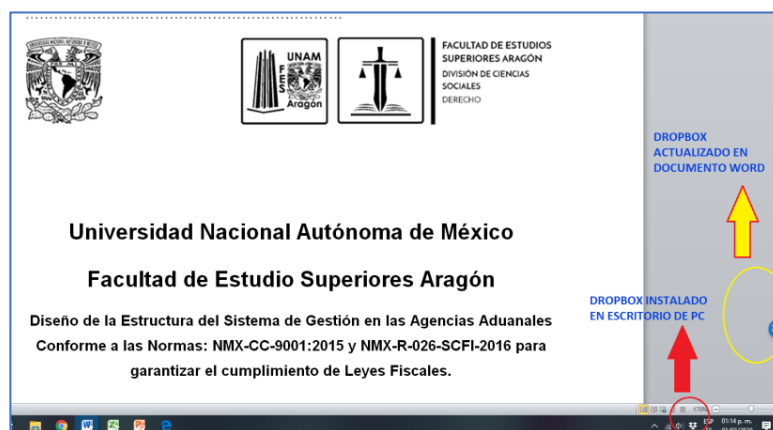 UNAM
FES
Aragón
FACULTAD DE ESTUDIOS
SUPERIORES ARAGÓN
DIVISIÓN DE CIENCIAS
SOCIALES
DERECHO
DROPBOX
ACTUALIZADO EN
DOCUMENTO WORD
Universidad Nacional Autónoma de México
Facultad de Estudio Superiores Aragón
DROPBOX INSTALADO
EN ESCRITORIO DE PC
Diseño de la Estructura del Sistema de Gestión en las Agencias Aduanales
Conforme a las Normas: NMX-CC-9001:2015 y NMX-R-026-SCFI-2016 para
garantizar el cumplimiento de Leyes Fiscales.
170%
ESP
01:14 p. m.